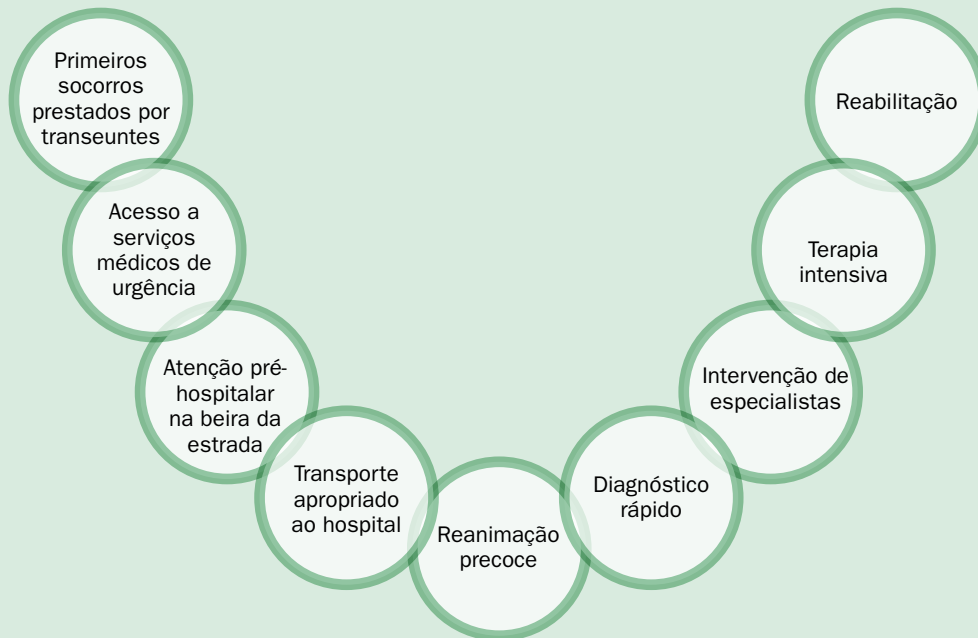 Primeiros
socorros
prestados por
transeuntes
Acesso a
serviços
médicos de
urgência
Atenção pré-
hospitalar
na beira da
estrada
Transporte
apropriado
ao hospital
Reanimação
precoce
Diagnóstico
rápido
Intervenção de
especialistas
Terapia
intensiva
Reabilitação